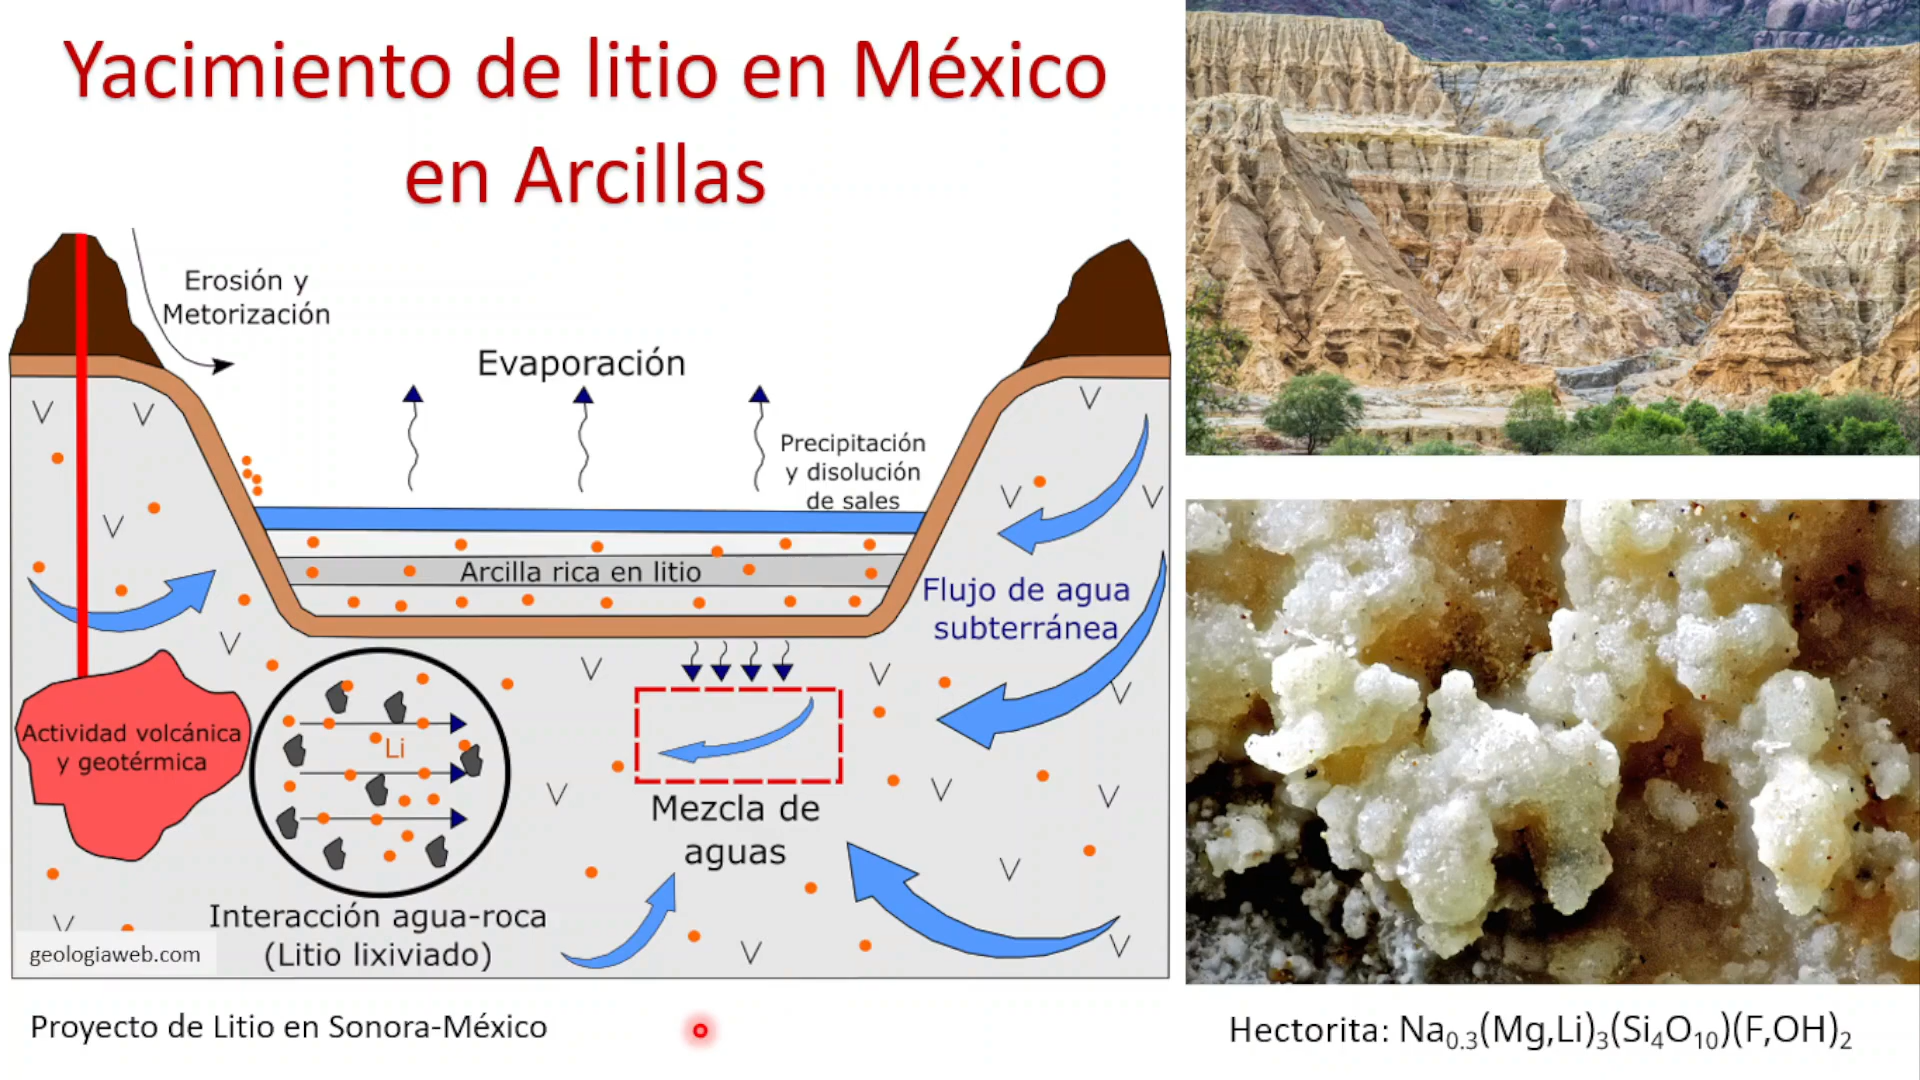 Yacimiento de litio en México
en Arcillas
Erosión y
Metorización
Evaporación
Precipitación
y disolución
de sales
Arcilla rica en litio
Flujo de agua
subterránea
Actividad volcánica
y geotérmica
Li
Mezcla de
aguas
Interacción agua-roca
(Litio lixiviado)
geologiaweb.com
Proyecto de Litio en Sonora-México
Hectorita: Na₀.₃(Mg,Li)₃(Si₄O₁₀)(F,OH)₂